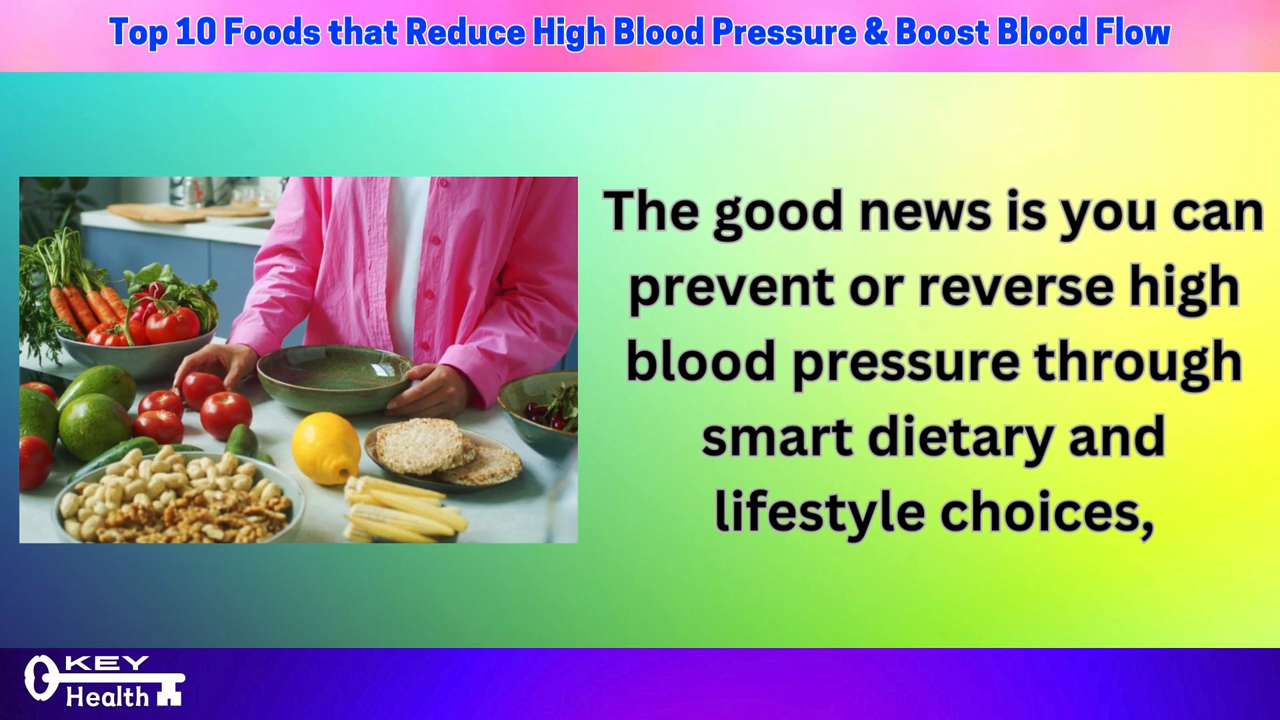 Top 10 Foods that Reduce High Blood Pressure & Boost Blood Flow
The good news is you can
prevent or reverse high
blood pressure through
smart dietary and
lifestyle choices,
KEY
Health